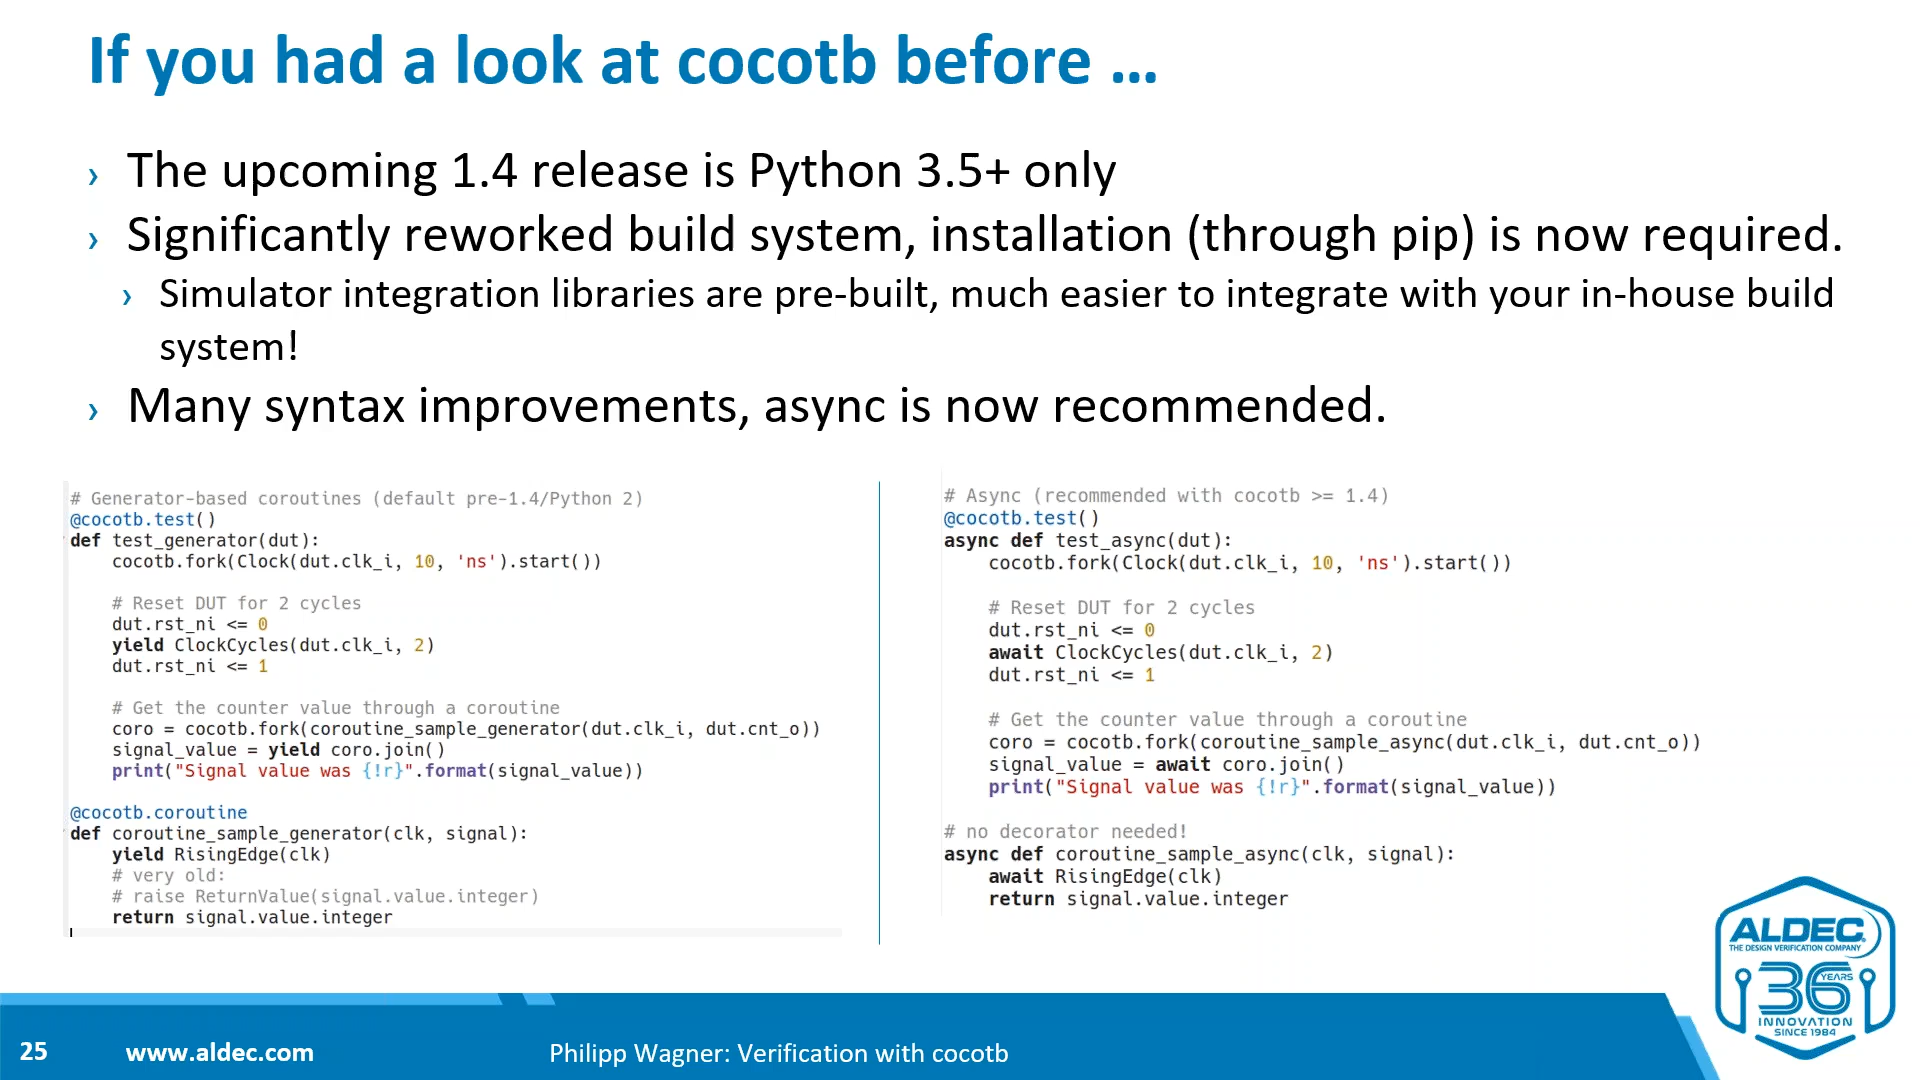 If you had a look at cocotb before …
› The upcoming 1.4 release is Python 3.5+ only
› Significantly reworked build system, installation (through pip) is now required.
› Simulator integration libraries are pre-built, much easier to integrate with your in-house build
system!
› Many syntax improvements, async is now recommended.
# Generator-based coroutines (default pre-1.4/Python 2)
@cocotb.test()
def test_generator(dut):
    cocotb.fork(Clock(dut.clk_i, 10, 'ns').start())

    # Reset DUT for 2 cycles
    dut.rst_ni <= 0
    yield ClockCycles(dut.clk_i, 2)
    dut.rst_ni <= 1

    # Get the counter value through a coroutine
    coro = cocotb.fork(coroutine_sample_generator(dut.clk_i, dut.cnt_o))
    signal_value = yield coro.join()
    print("Signal value was {!r}".format(signal_value))

@cocotb.coroutine
def coroutine_sample_generator(clk, signal):
    yield RisingEdge(clk)
    # very old:
    # raise ReturnValue(signal.value.integer)
    return signal.value.integer
# Async (recommended with cocotb >= 1.4)
@cocotb.test()
async def test_async(dut):
    cocotb.fork(Clock(dut.clk_i, 10, 'ns').start())

    # Reset DUT for 2 cycles
    dut.rst_ni <= 0
    await ClockCycles(dut.clk_i, 2)
    dut.rst_ni <= 1

    # Get the counter value through a coroutine
    coro = cocotb.fork(coroutine_sample_async(dut.clk_i, dut.cnt_o))
    signal_value = await coro.join()
    print("Signal value was {!r}".format(signal_value))

# no decorator needed!
async def coroutine_sample_async(clk, signal):
    await RisingEdge(clk)
    return signal.value.integer
ALDEC®
THE DESIGN VERIFICATION COMPANY
36 YEARS
INNOVATION
SINCE 1984
25
www.aldec.com
Philipp Wagner: Verification with cocotb